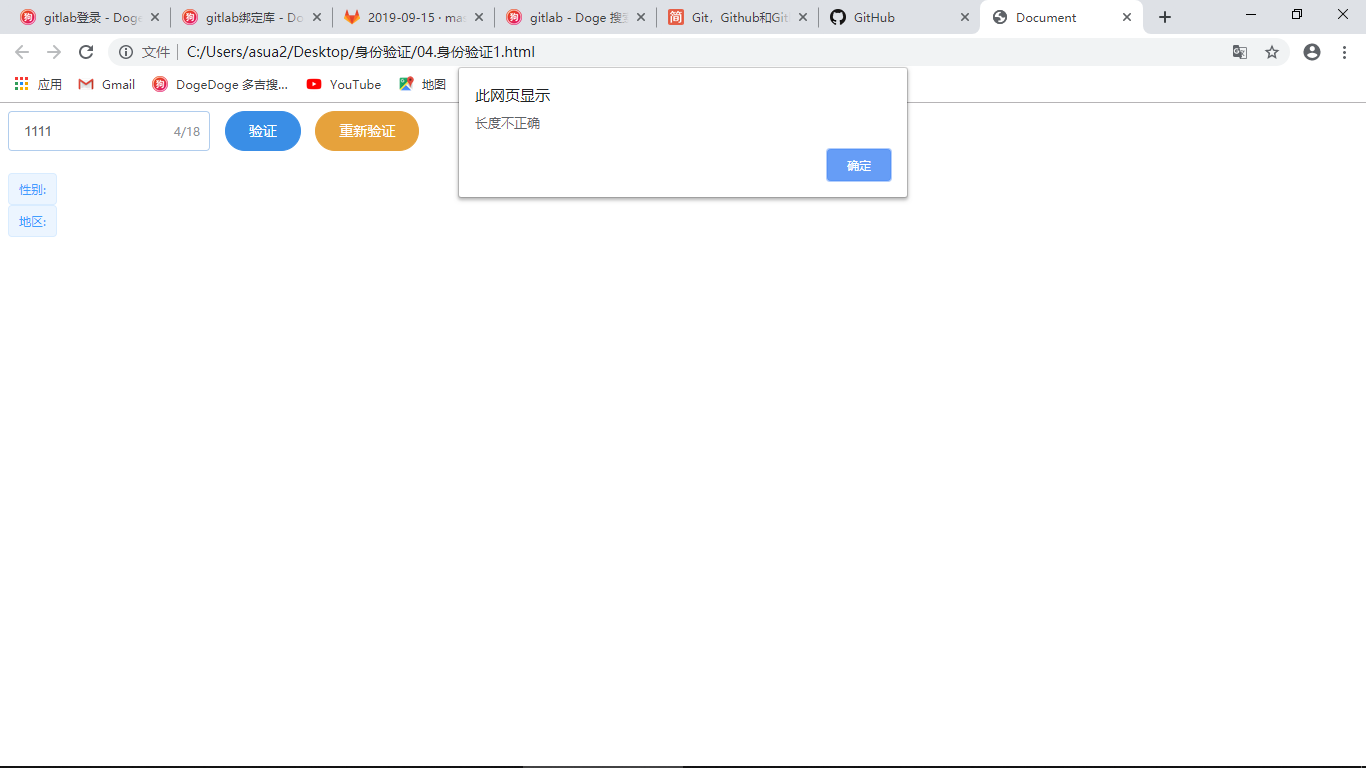 gitlab登录 - Doge
gitlab绑定库 - Do
2019-09-15 · mas
gitlab - Doge 搜索
Git，Github和Git
GitHub
Document
文件
C:/Users/asua2/Desktop/身份验证/04.身份验证1.html
应用
Gmail
狗
DogeDoge 多吉搜...
YouTube
地图
此网页显示
长度不正确
确定
1111
4/18
验证
重新验证
性别:
地区: